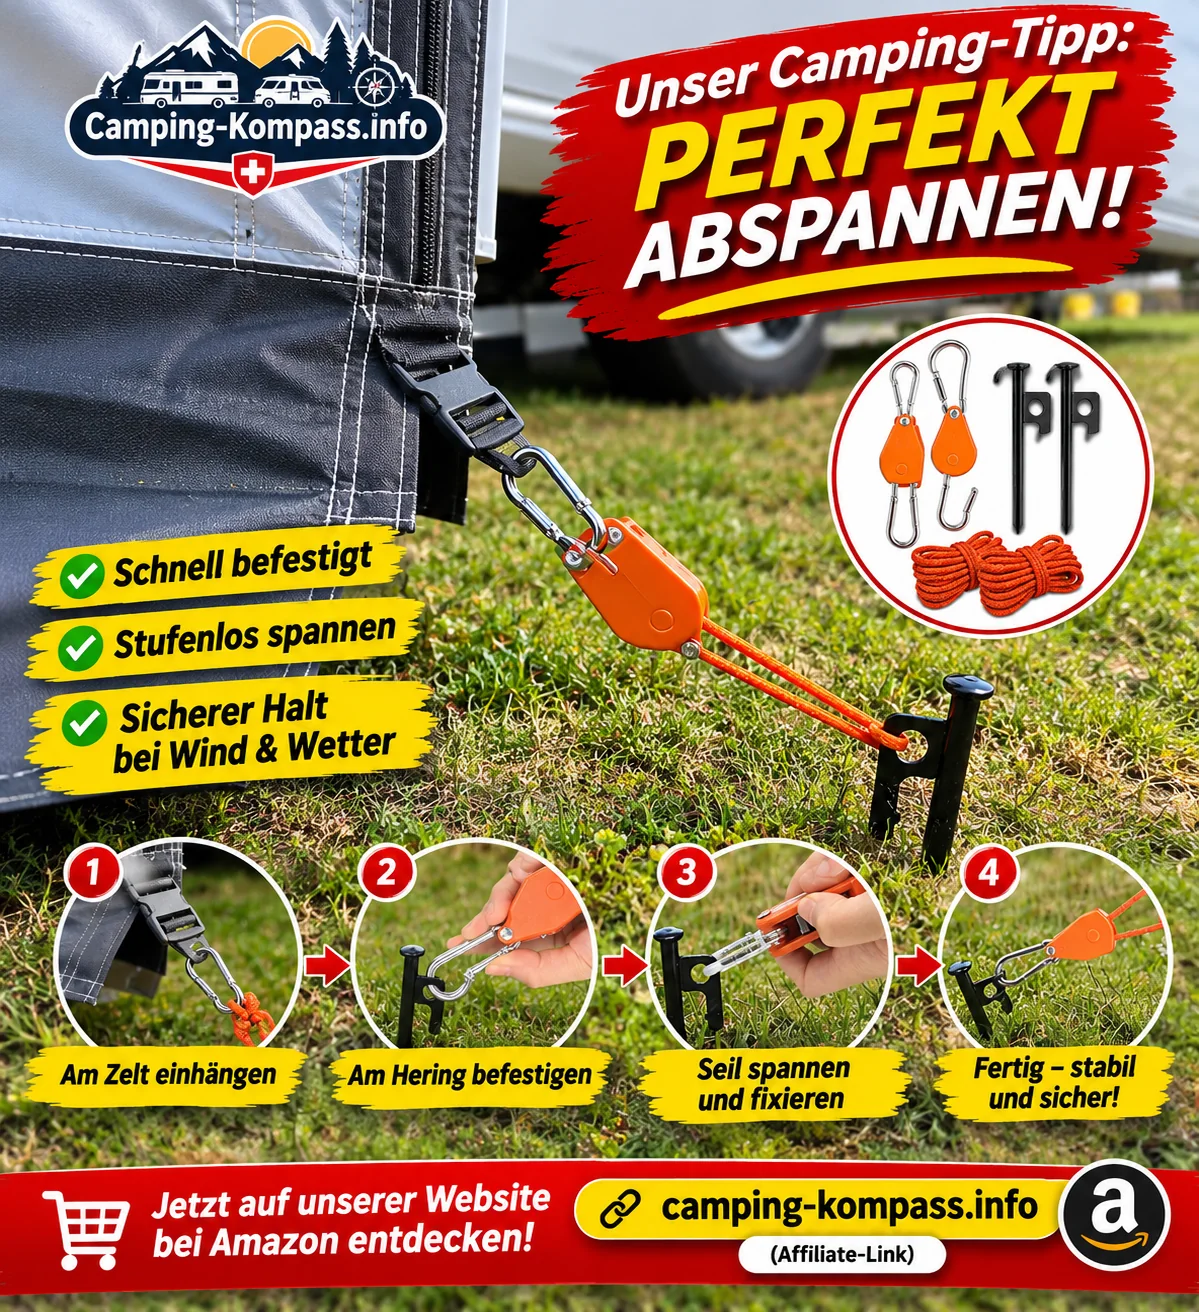 Camping-Kompass.info
Unser Camping-Tipp:
PERFEKT
ABSPANNEN!
Schnell befestigt
Stufenlos spannen
Sicherer Halt
bei Wind & Wetter
1
2
3
4
Am Zelt einhängen
Am Hering befestigen
Seil spannen
und fixieren
Fertig – stabil
und sicher!
Jetzt auf unserer Website
bei Amazon entdecken!
camping-kompass.info
(Affiliate-Link)
a